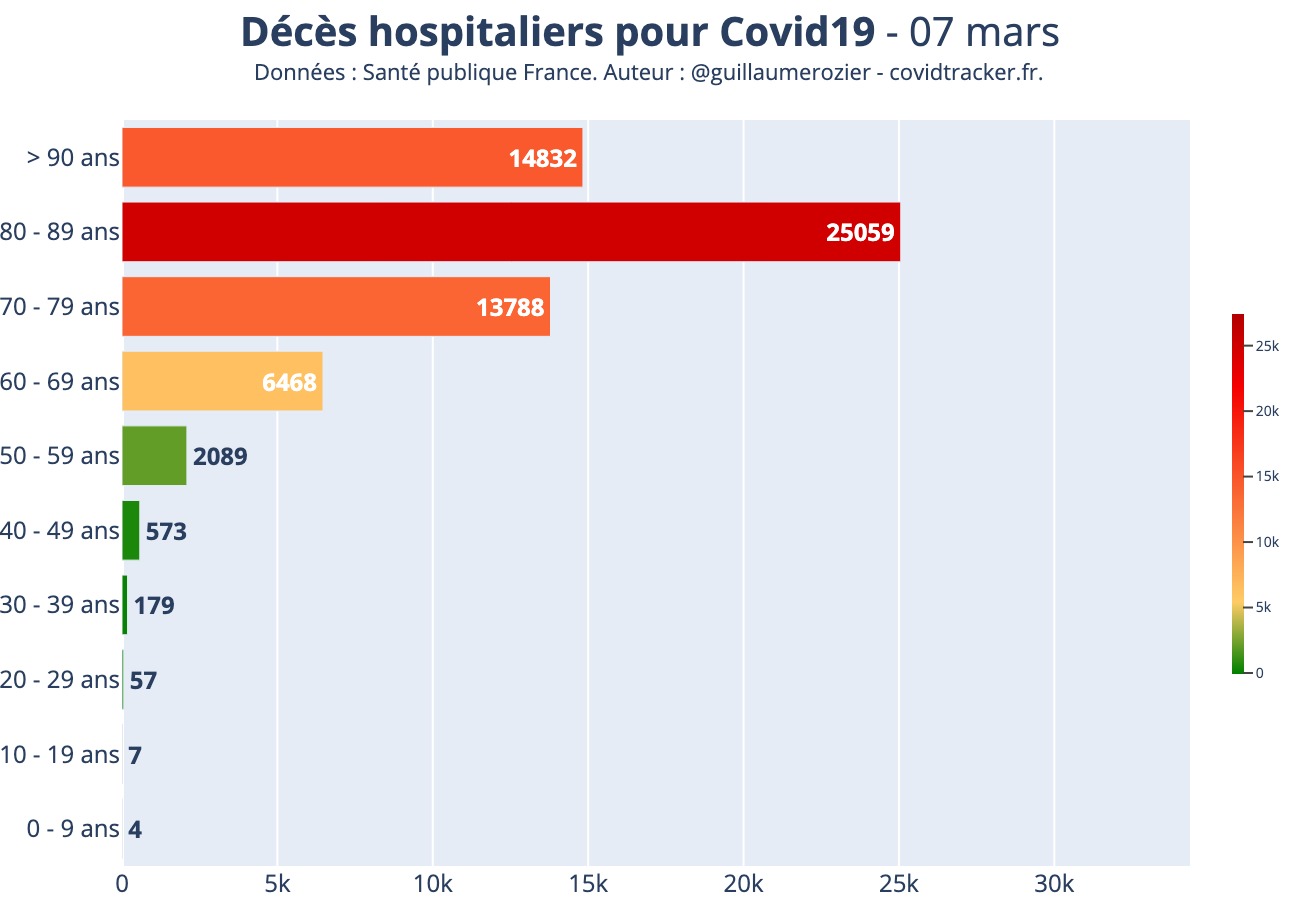 Décès hospitaliers pour Covid19 - 07 mars
Données : Santé publique France. Auteur : @guillaumerozier - covidtracker.fr.
> 90 ans 14832
80 - 89 ans 25059
70 - 79 ans 13788
60 - 69 ans 6468
50 - 59 ans 2089
40 - 49 ans 573
30 - 39 ans 179
20 - 29 ans 57
10 - 19 ans 7
0 - 9 ans 4
0 5k 10k 15k 20k 25k 30k
25k
20k
15k
10k
5k
0